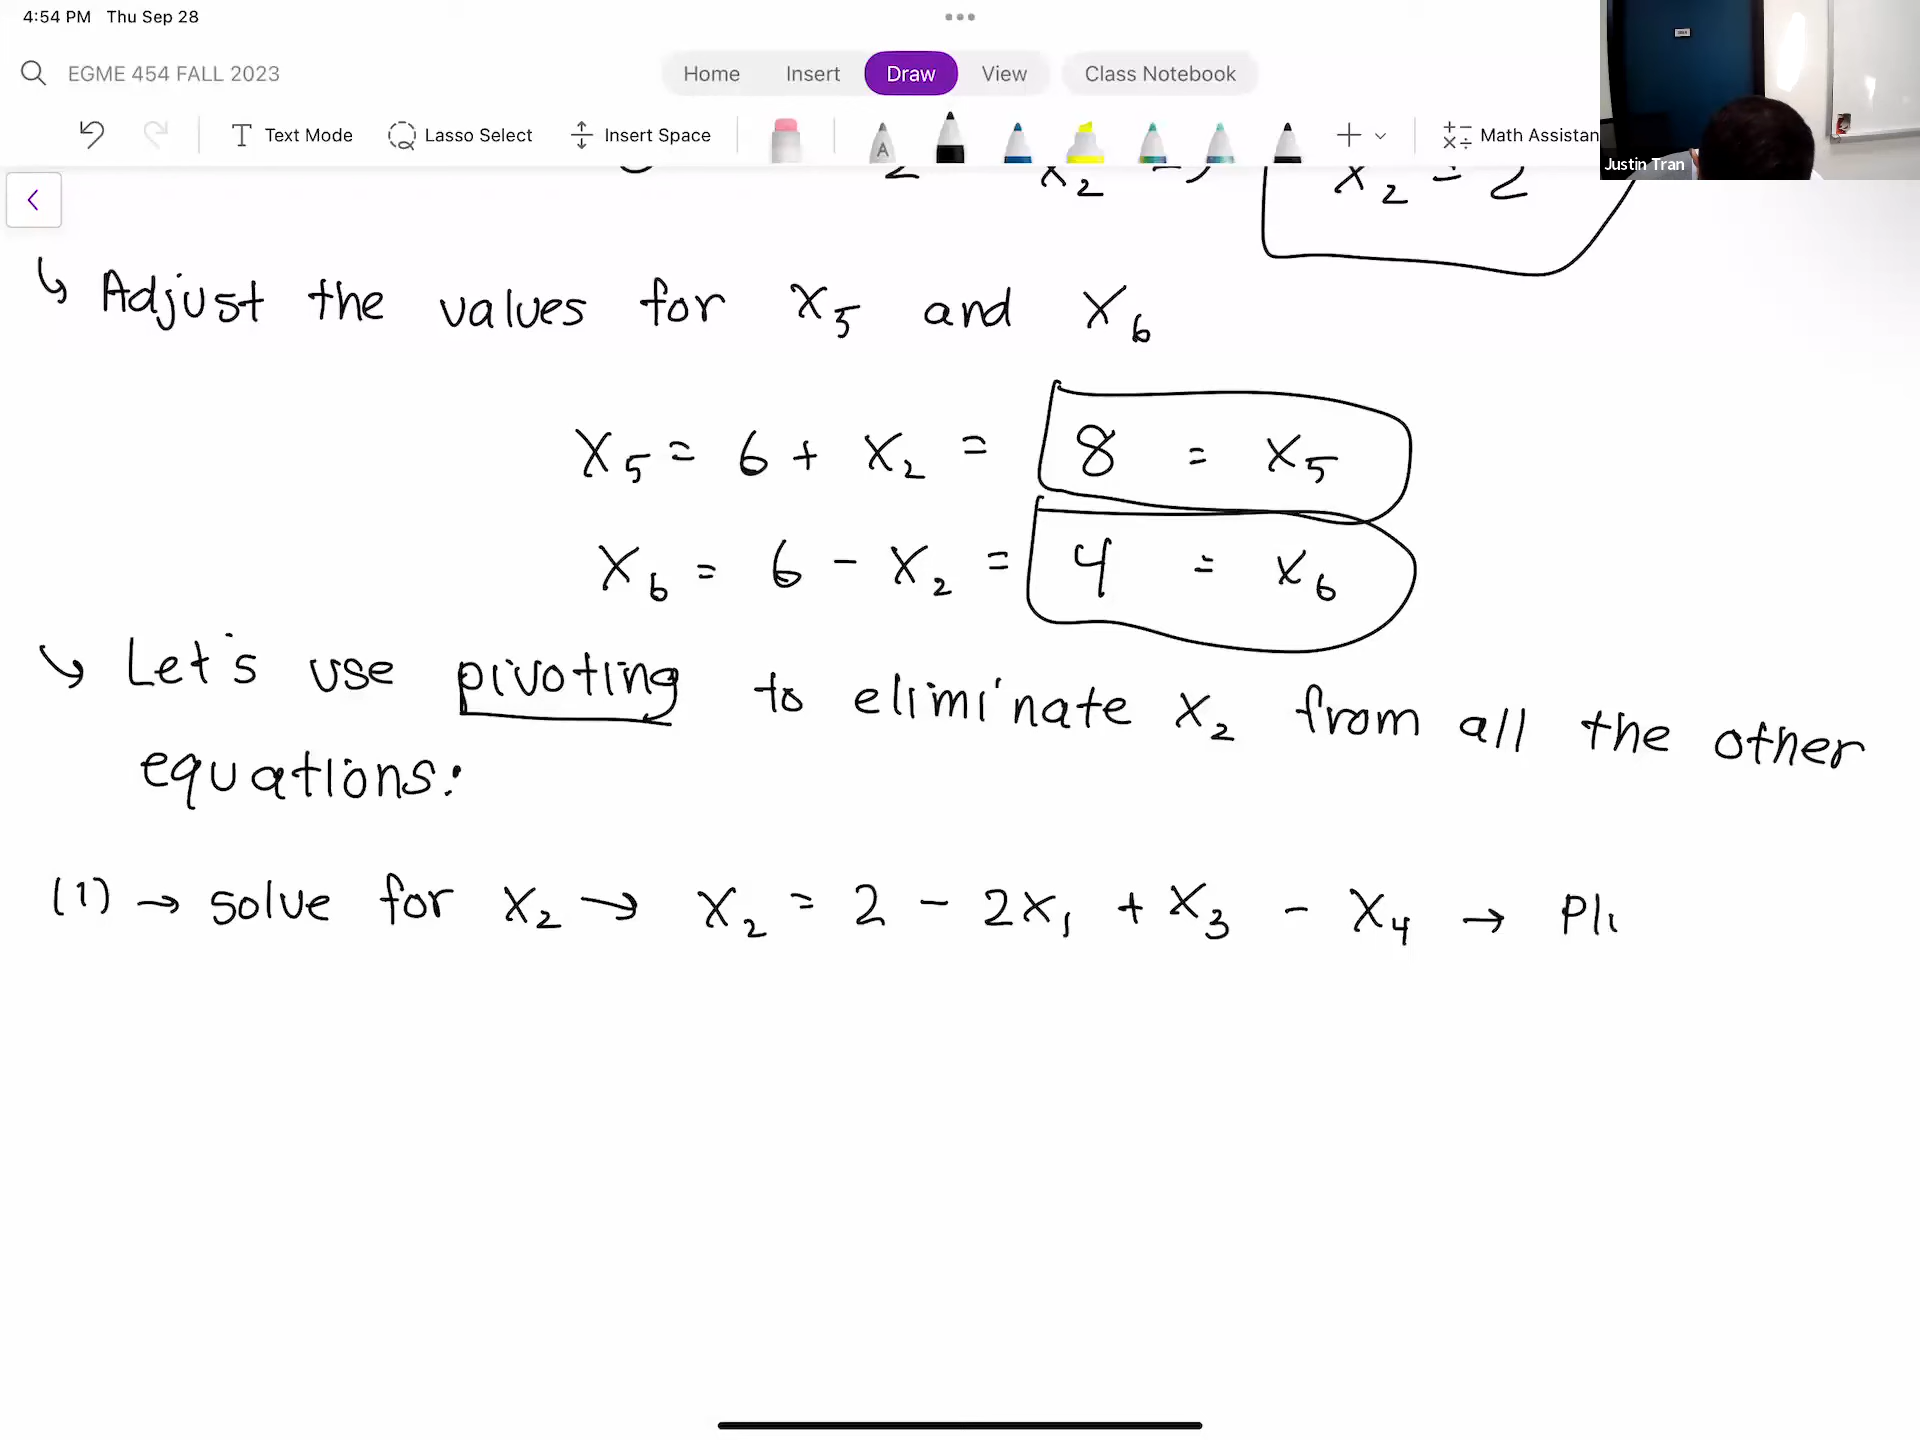 4:54 PM Thu Sep 28
EGME 454 FALL 2023
Home Insert Draw View Class Notebook
Text Mode Lasso Select Insert Space Math Assistan
Justin Tran
x₂ = 2
↳ Adjust the values for x₅ and x₆
x₅ = 6 + x₂ = 8 = x₅
x₆ = 6 - x₂ = 4 = x₆
↳ Let's use pivoting to eliminate x₂ from all the other
equations:
(1) → solve for x₂ → x₂ = 2 - 2x₁ + x₃ - x₄ → Pl